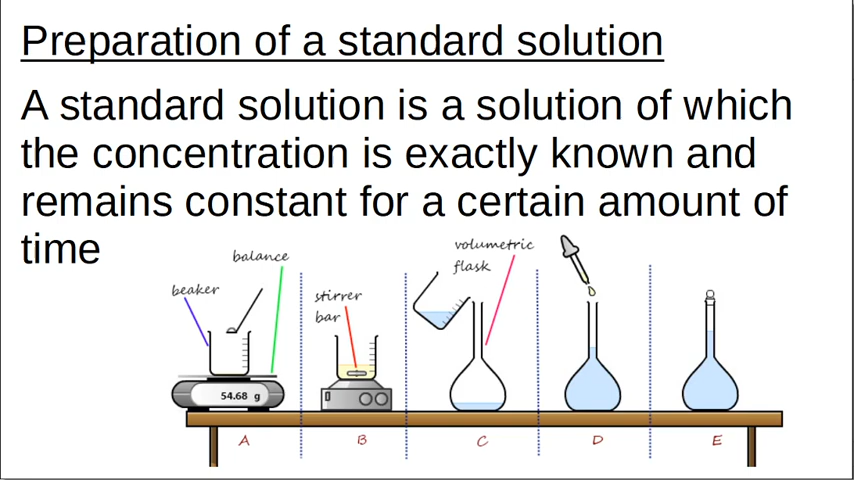 Preparation of a standard solution
A standard solution is a solution of which
the concentration is exactly known and
remains constant for a certain amount of
time
balance
volumetric
flask
beaker
stirrer
bar
54.68 g
A
B
C
D
E